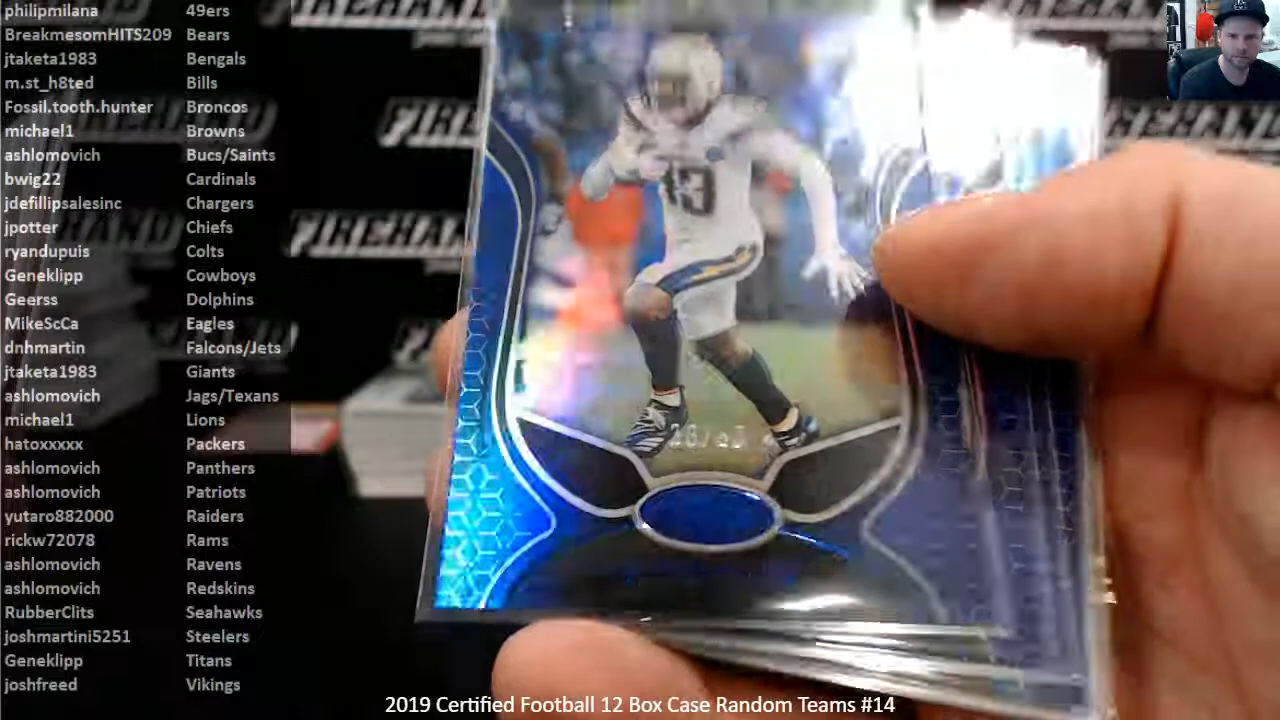 philipmilana 49ers
BreakmesomHITS209 Bears
jtaketa1983 Bengals
m.st_h8ted Bills
Fossil.tooth.hunter Broncos
michael1 Browns
ashlomovich Bucs/Saints
bwig22 Cardinals
jdefillipsalesinc Chargers
jpotter Chiefs
ryandupuis Colts
Geneklipp Cowboys
Geerss Dolphins
MikeScCa Eagles
dnhmartin Falcons/Jets
jtaketa1983 Giants
ashlomovich Jags/Texans
michael1 Lions
hatoxxxxx Packers
ashlomovich Panthers
ashlomovich Patriots
yutaro882000 Raiders
rickw72078 Rams
ashlomovich Ravens
ashlomovich Redskins
RubberClits Seahawks
joshmartini5251 Steelers
Geneklipp Titans
joshfreed Vikings
13
FIREHAND
2019 Certified Football 12 Box Case Random Teams #14